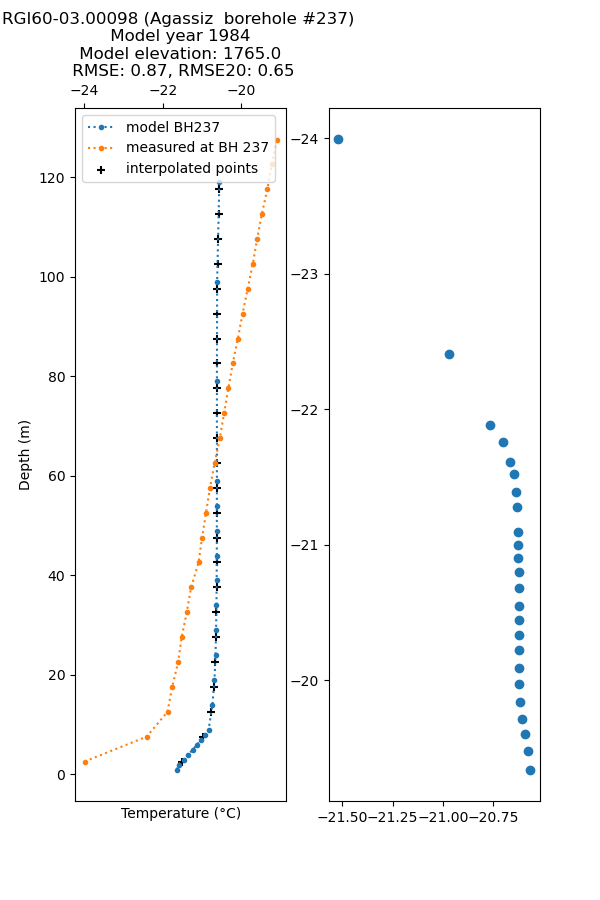 RGI60-03.00098 (Agassiz  borehole #237)
Model year 1984
Model elevation: 1765.0
RMSE: 0.87, RMSE20: 0.65
−24 −22 −20
model BH237
measured at BH 237
interpolated points
120
100
80
60
40
20
0
Depth (m)
Temperature (°C)
−24
−23
−22
−21
−20
−21.50 −21.25 −21.00 −20.75